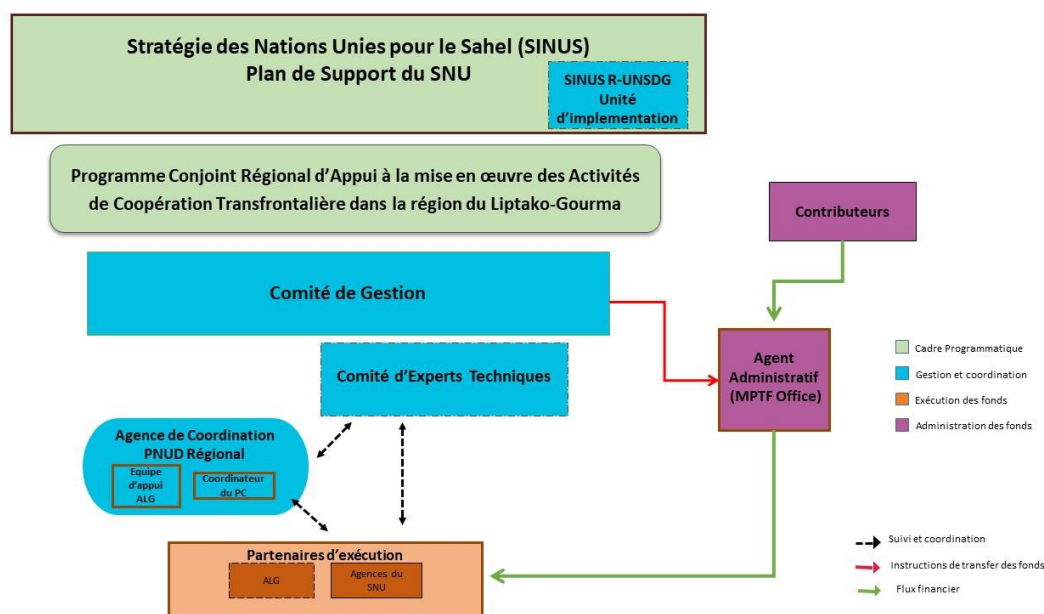 Stratégie des Nations Unies pour le Sahel (SINUS)
Plan de Support du SNU
SINUS R-UNSDG
Unité
d'implementation
Programme Conjoint Régional d'Appui à la mise en œuvre des Activités
de Coopération Transfrontalière dans la région du Liptako-Gourma
Contributeurs
Comité de Gestion
Comité d'Experts Techniques
Agent
Administratif
(MPTF Office)
Cadre Programmatique
Gestion et coordination
Exécution des fonds
Administration des fonds
Agence de Coordination
PNUD Régional
Equipe
d'appui
ALG
Coordinateur
du PC
Partenaires d'exécution
ALG
Agences du
SNU
Suivi et coordination
Instructions de transfer des fonds
Flux financier